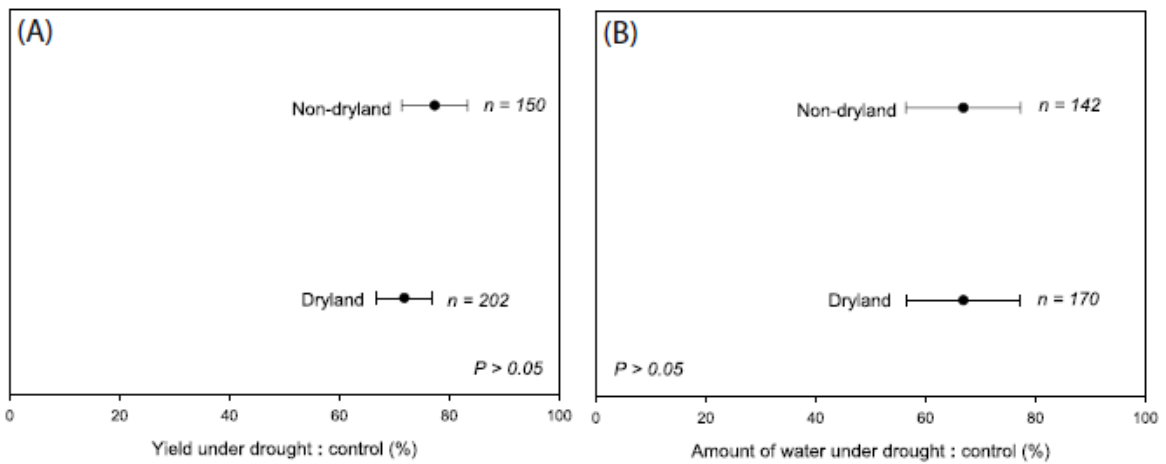 (A)
Non-dryland
n = 150
Dryland
n = 202
P > 0.05
0 20 40 60 80 100
Yield under drought : control (%)
(B)
Non-dryland
n = 142
Dryland
n = 170
P > 0.05
0 20 40 60 80 100
Amount of water under drought : control (%)